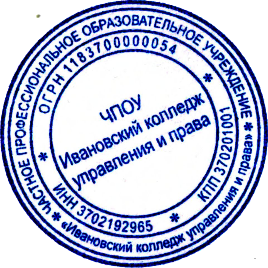 ЧАСТНОЕ ПРОФЕССИОНАЛЬНОЕ ОБРАЗОВАТЕЛЬНОЕ УЧРЕЖДЕНИЕ
«Ивановский колледж управления и права»
ОГРН 1183700000054
ИНН 3702192965
КПП 370201001
ЧПОУ
Ивановский колледж
управления и права